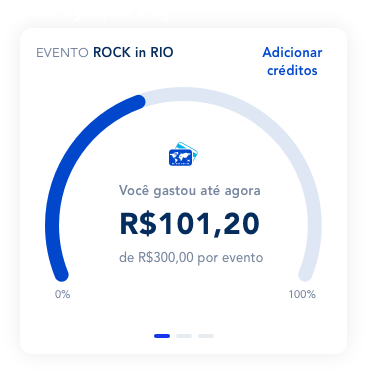 EVENTO ROCK in RIO
Adicionar
créditos
Você gastou até agora
R$101,20
de R$300,00 por evento
0%
100%